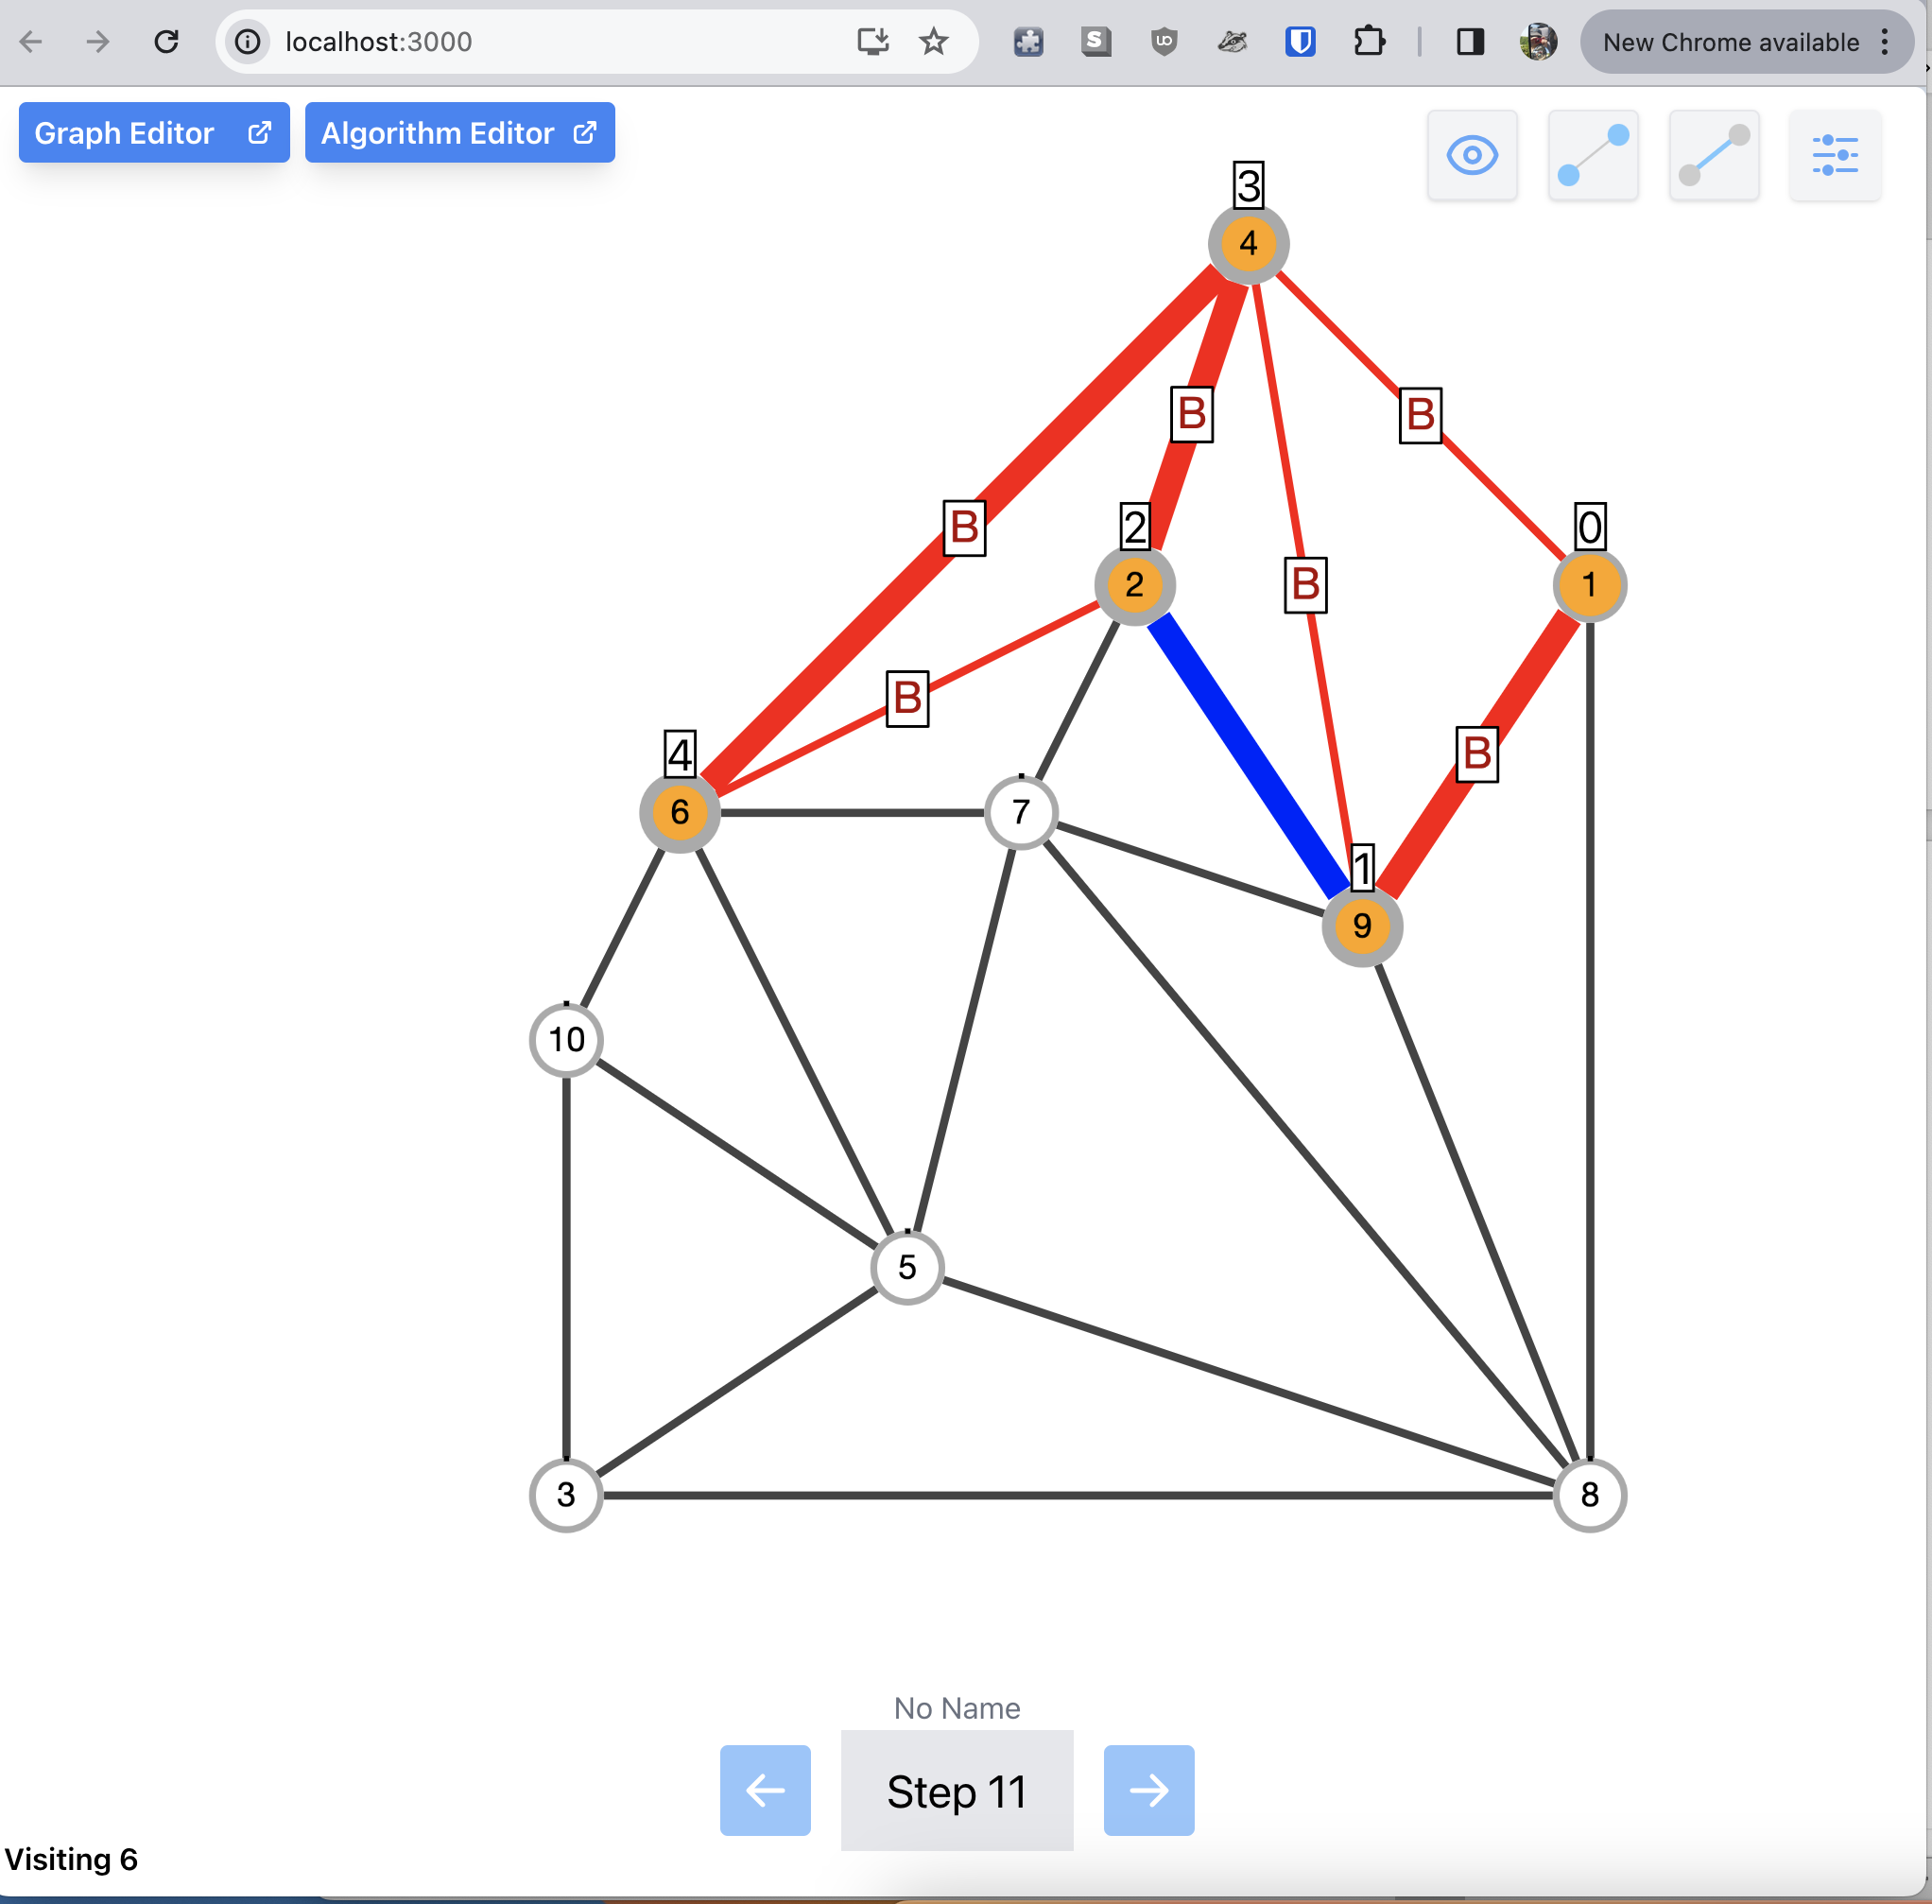 localhost:3000
New Chrome available
Graph Editor
Algorithm Editor
3
4
B
B
B
2
2
B
0
1
B
B
4
6
7
1
9
10
5
3
8
No Name
Step 11
Visiting 6